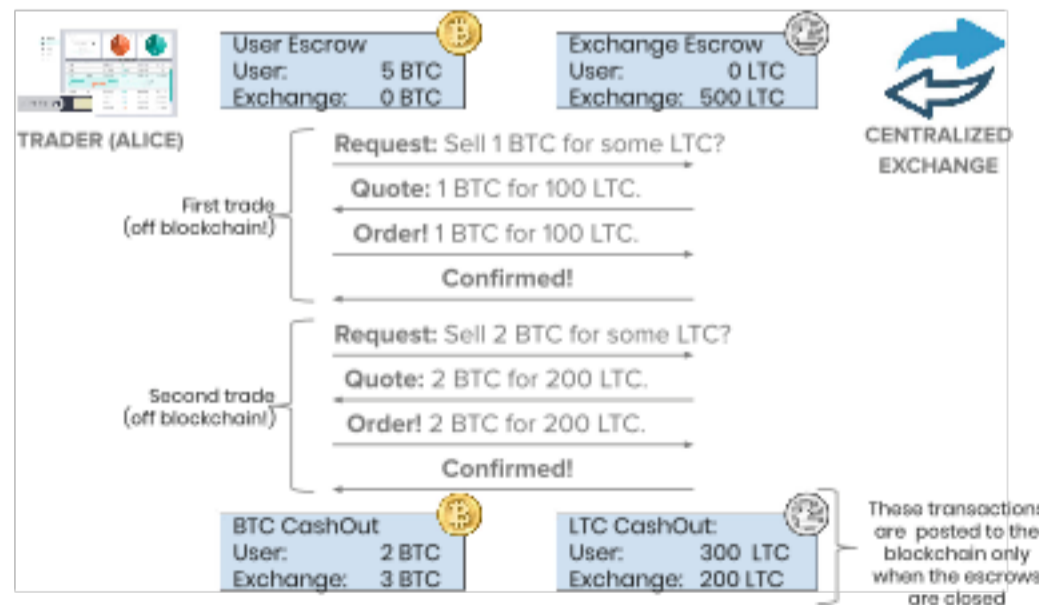 User Escrow
User: 5 BTC
Exchange: 0 BTC
Exchange Escrow
User: 0 LTC
Exchange: 500 LTC
TRADER (ALICE)
CENTRALIZED
EXCHANGE
Request: Sell 1 BTC for some LTC?
Quote: 1 BTC for 100 LTC.
First trade
(off blockchain!)
Order! 1 BTC for 100 LTC.
Confirmed!
Request: Sell 2 BTC for some LTC?
Quote: 2 BTC for 200 LTC.
Second trade
(off blockchain!)
Order! 2 BTC for 200 LTC.
Confirmed!
BTC CashOut
User: 2 BTC
Exchange: 3 BTC
LTC CashOut:
User: 300 LTC
Exchange: 200 LTC
These transactions
are posted to the
blockchain only
when the escrows
are closed